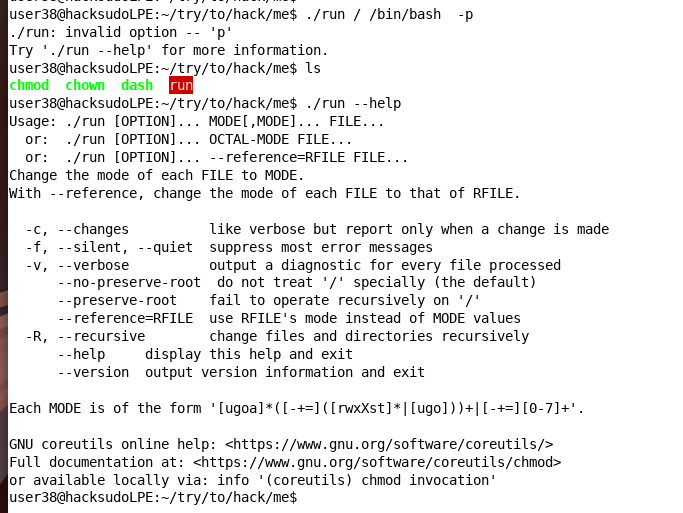 user38@hacksudoLPE:~/try/to/hack/me$ ./run / /bin/bash  -p
./run: invalid option -- 'p'
Try './run --help' for more information.
user38@hacksudoLPE:~/try/to/hack/me$ ls
chmod  chown  dash  run
user38@hacksudoLPE:~/try/to/hack/me$ ./run --help
Usage: ./run [OPTION]... MODE[,MODE]... FILE...
  or:  ./run [OPTION]... OCTAL-MODE FILE...
  or:  ./run [OPTION]... --reference=RFILE FILE...
Change the mode of each FILE to MODE.
With --reference, change the mode of each FILE to that of RFILE.

  -c, --changes          like verbose but report only when a change is made
  -f, --silent, --quiet  suppress most error messages
  -v, --verbose          output a diagnostic for every file processed
      --no-preserve-root  do not treat '/' specially (the default)
      --preserve-root    fail to operate recursively on '/'
      --reference=RFILE  use RFILE's mode instead of MODE values
  -R, --recursive        change files and directories recursively
      --help     display this help and exit
      --version  output version information and exit

Each MODE is of the form '[ugoa]*([-+=]([rwxXst]*|[ugo]))+|[-+=][0-7]+'.

GNU coreutils online help: <https://www.gnu.org/software/coreutils/>
Full documentation at: <https://www.gnu.org/software/coreutils/chmod>
or available locally via: info '(coreutils) chmod invocation'
user38@hacksudoLPE:~/try/to/hack/me$